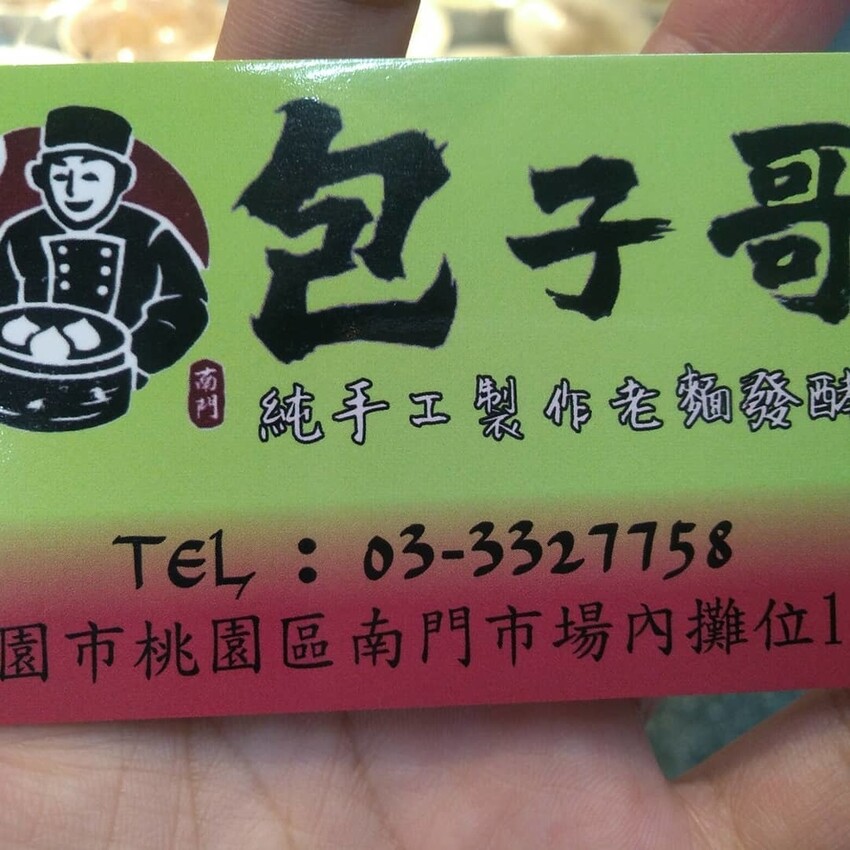 包子哥
南門
純手工製作老麵發酵
TEL：03-3327758
園市桃園區南門市場內攤位1